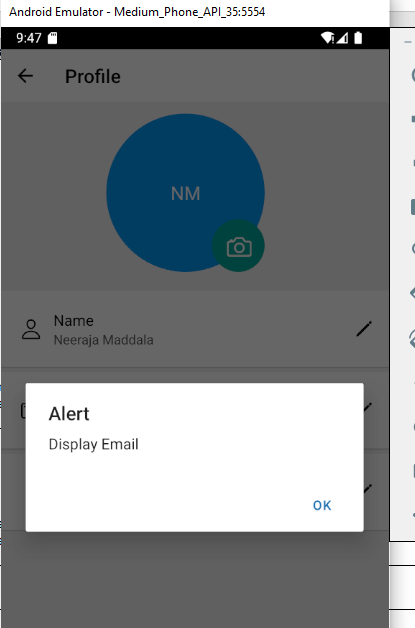 Android Emulator - Medium_Phone_API_35:5554
9:47
Profile
NM
Name
Neeraja Maddala
Alert
Display Email
OK